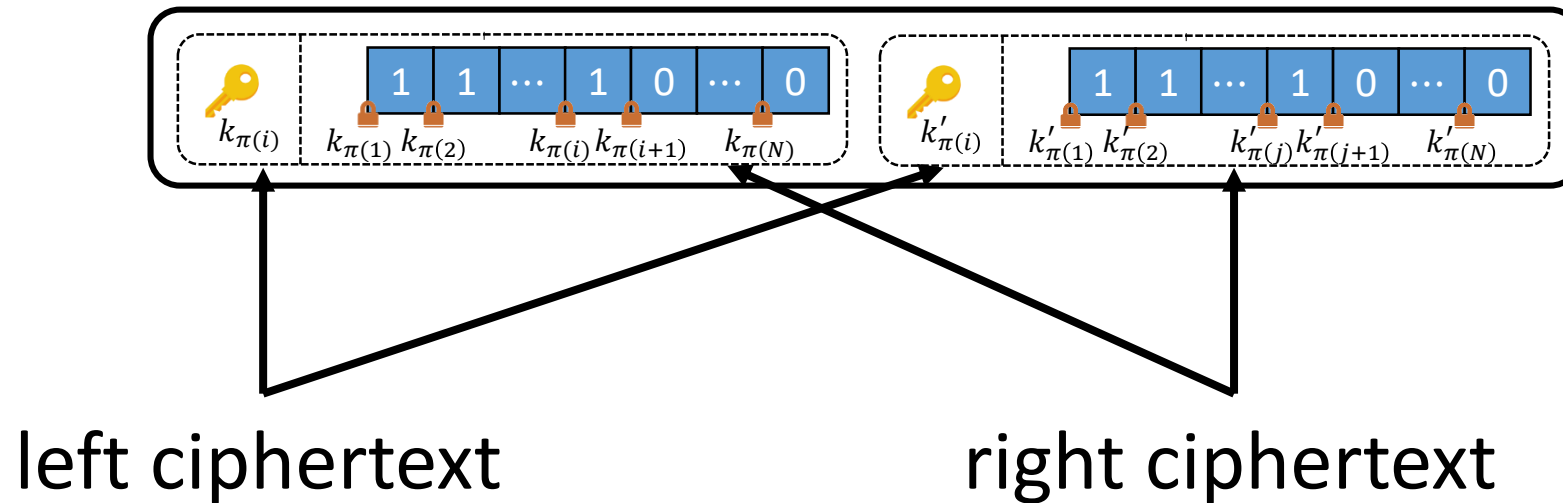 1 1 ⋯ 1 0 ⋯ 0 1 1 ⋯ 1 0 ⋯ 0
k_{π(i)} k_{π(1)} k_{π(2)} k_{π(i)} k_{π(i+1)} k_{π(N)} k′_{π(i)} k′_{π(1)} k′_{π(2)} k′_{π(j)} k′_{π(j+1)} k′_{π(N)}
left ciphertext right ciphertext